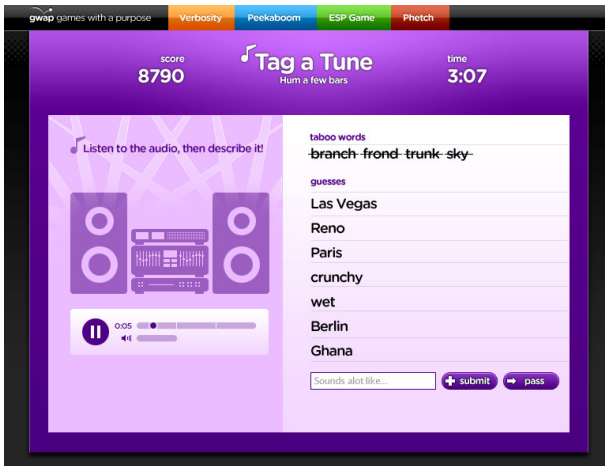 gwap games with a purpose Verbosity Peekaboom ESP Game Phetch
score
8790
Tag a Tune
Hum a few bars
time
3:07
Listen to the audio, then describe it!
0:05
taboo words
branch frond trunk sky
guesses
Las Vegas
Reno
Paris
crunchy
wet
Berlin
Ghana
Sounds alot like... submit pass